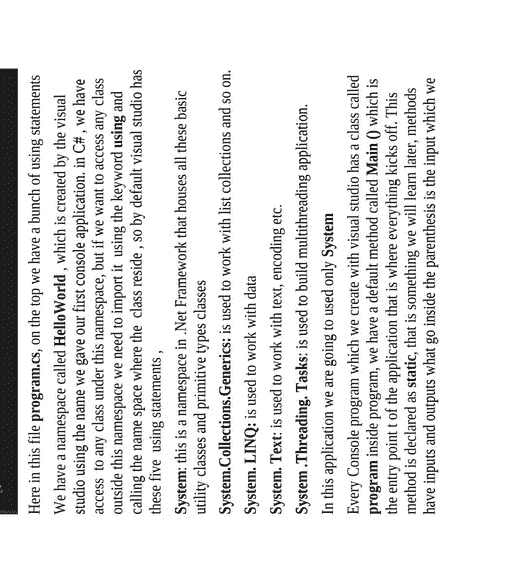 Here in this file program.cs, on the top we have a bunch of using statements
We have a namespace called HelloWorld , which is created by the visual
studio using the name we gave our first console application. in C# , we have
access  to any class under this namespace, but if we want to access any class
outside this namespace we need to import it  using the keyword using and
calling the name space where the  class reside , so by default visual studio has
these five  using statements ,
System: this is a namespace in .Net Framework that houses all these basic
utility classes and primitive types classes
System.Collections.Generics: is used to work with list collections and so on.
System. LINQ: is used to work with data
System. Text: is used to work with text, encoding etc.
System .Threading. Tasks: is used to build multithreading application.
In this application we are going to used only System
Every Console program which we create with visual studio has a class called
program inside program, we have a default method called Main () which is
the entry point t of the application that is where everything kicks off. This
method is declared as static, that is something we will learn later, methods
have inputs and outputs what go inside the parenthesis is the input which we